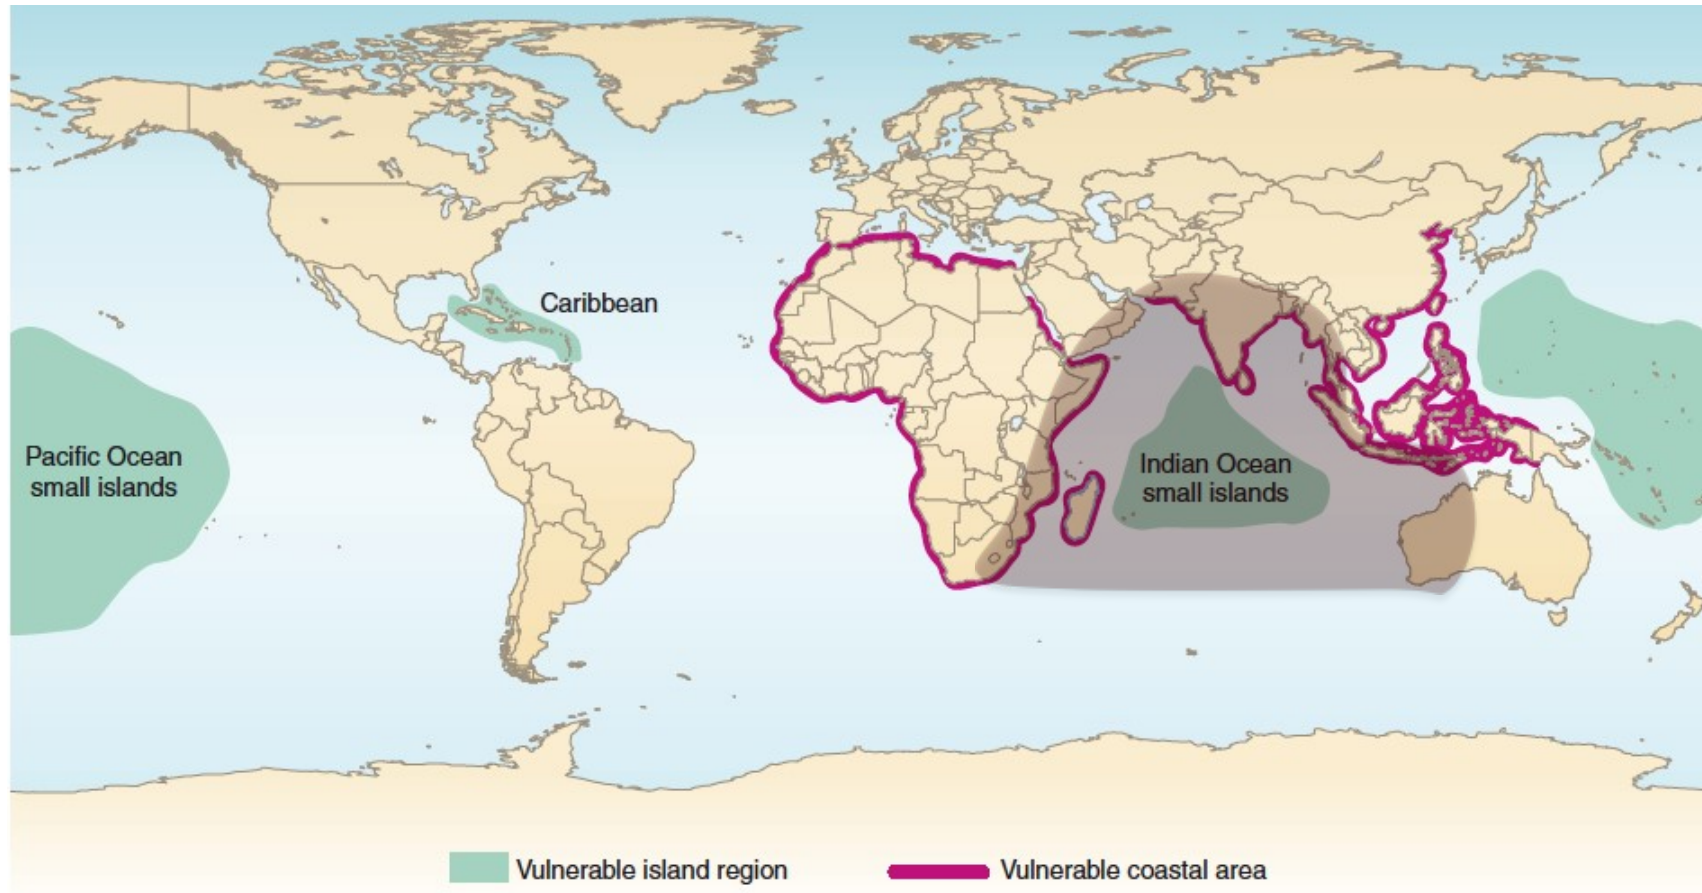 Caribbean
Pacific Ocean
small islands
Indian Ocean
small islands
Vulnerable island region
Vulnerable coastal area